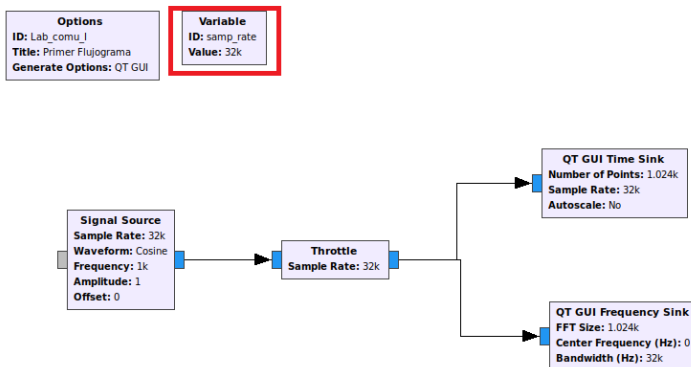 Options
ID: Lab_comu_I
Title: Primer Flujograma
Generate Options: QT GUI
Variable
ID: samp_rate
Value: 32k
Signal Source
Sample Rate: 32k
Waveform: Cosine
Frequency: 1k
Amplitude: 1
Offset: 0
Throttle
Sample Rate: 32k
QT GUI Time Sink
Number of Points: 1.024k
Sample Rate: 32k
Autoscale: No
QT GUI Frequency Sink
FFT Size: 1.024k
Center Frequency (Hz): 0
Bandwidth (Hz): 32k